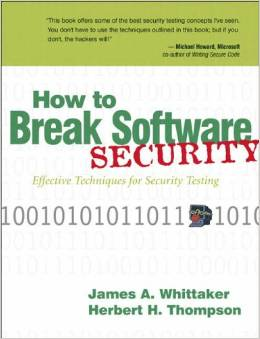 "This book offers some of the best security concepts I've seen.
You don't have to use the techniques outlined in this book; but if you
don't, the hackers will!"
— Michael Howard, Microsoft
co-author of Writing Secure Code
How to
Break Software
SECURITY
Effective Techniques for Security Testing
James A. Whittaker
Herbert H. Thompson